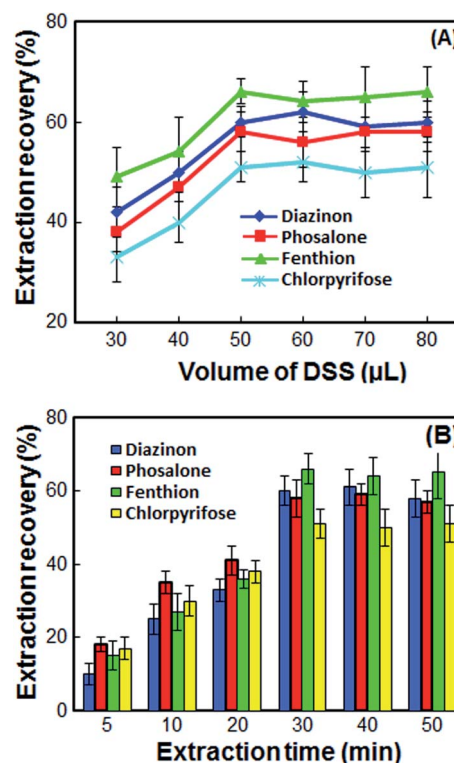 (A)
Extraction recovery (%)
80
60
40
20
Diazinon
Phosalone
Fenthion
Chlorpyrifose
30 40 50 60 70 80
Volume of DSS (µL)
(B)
Extraction recovery (%)
80
60
40
20
0
Diazinon
Phosalone
Fenthion
Chlorpyrifose
5 10 20 30 40 50
Extraction time (min)